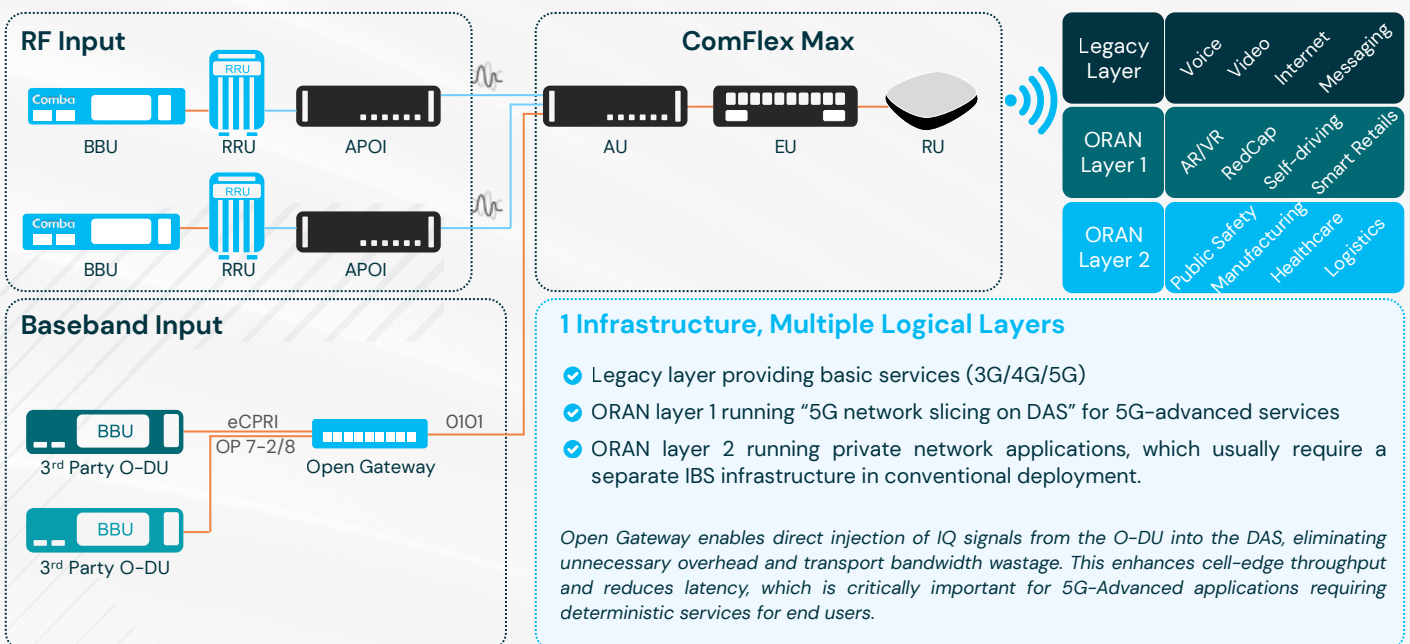 RF Input
Comba
RRU
BBU
RRU
APOI
Comba
RRU
BBU
RRU
APOI
ComFlex Max
AU
EU
RU
Legacy
Layer
Voice
Video
Internet
Messaging
ORAN
Layer 1
AR/VR
RedCap
Self-driving
Smart Retails
ORAN
Layer 2
Public Safety
Manufacturing
Healthcare
Logistics
Baseband Input
BBU
3rd Party O-DU
eCPRI
OP 7-2/8
Open Gateway
0101
BBU
3rd Party O-DU
1 Infrastructure, Multiple Logical Layers
Legacy layer providing basic services (3G/4G/5G)
ORAN layer 1 running “5G network slicing on DAS” for 5G-advanced services
ORAN layer 2 running private network applications, which usually require a
separate IBS infrastructure in conventional deployment.
Open Gateway enables direct injection of IQ signals from the O-DU into the DAS, eliminating
unnecessary overhead and transport bandwidth wastage. This enhances cell-edge throughput
and reduces latency, which is critically important for 5G-Advanced applications requiring
deterministic services for end users.